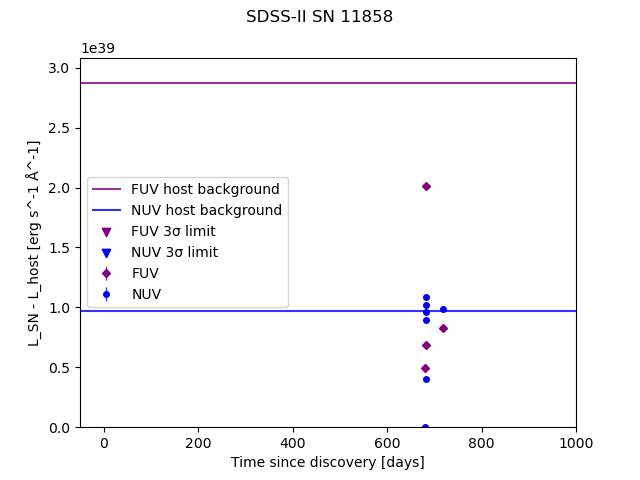 SDSS-II SN 11858
1e39
3.0
2.5
2.0
1.5
1.0
0.5
0.0
L_SN - L_host [erg s^-1 Å^-1]
FUV host background
NUV host background
FUV 3σ limit
NUV 3σ limit
FUV
NUV
0 200 400 600 800 1000
Time since discovery [days]